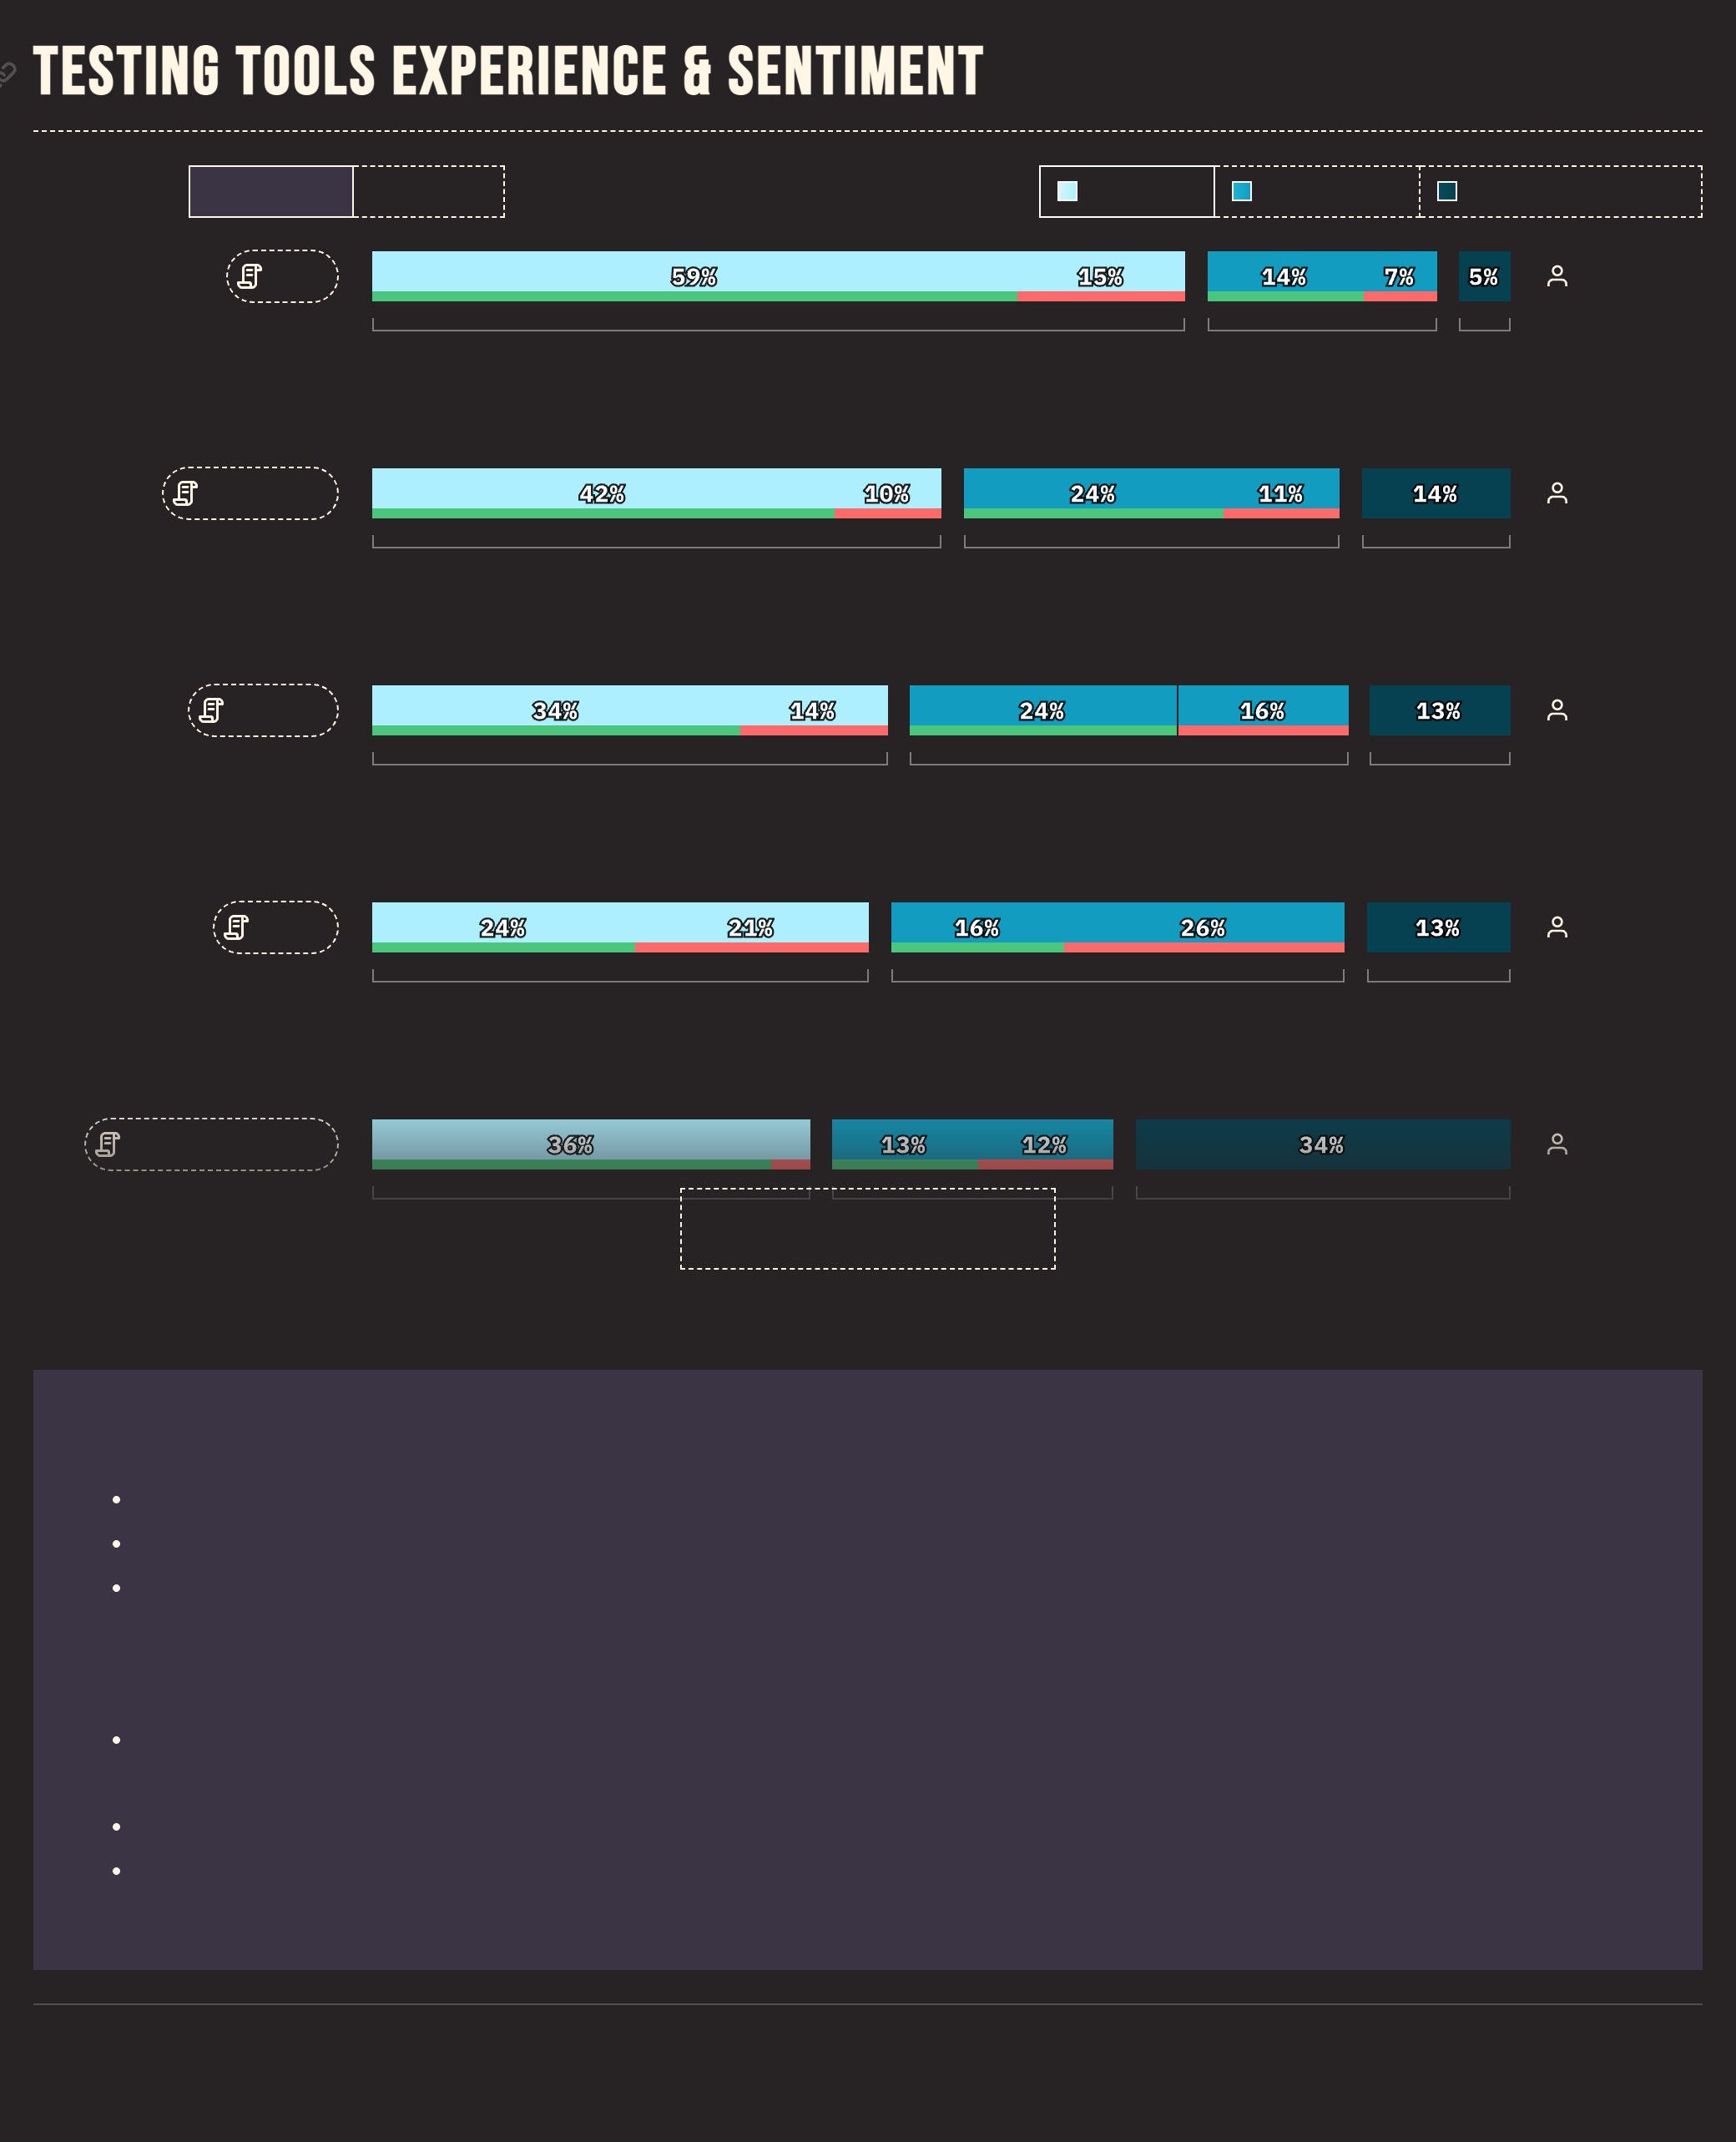 TESTING TOOLS EXPERIENCE & SENTIMENT
59% 15% 14% 7% 5%
42% 10% 24% 11% 14%
34% 14% 24% 16% 13%
24% 21% 16% 26% 13%
36% 13% 12% 34%